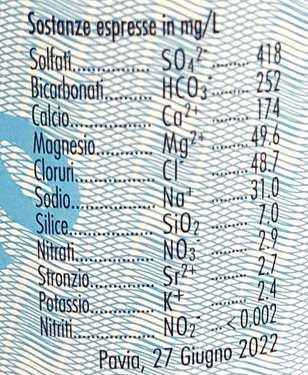 Sostanze espresse in mg/L
Solfati............ SO₄²⁻ ........ 418
Bicarbonati.......... HCO₃⁻ ........ 252
Calcio.............. Ca²⁺ ........ 174
Magnesio............ Mg²⁺ ........ 49.6
Cloruri.............. Cl⁻ ........ 48.7
Sodio............... Na⁺ ........ 31.0
Silice............... SiO₂ ........ 7.0
Nitrati.............. NO₃⁻ ........ 2.9
Stronzio............. Sr²⁺ ........ 2.7
Potassio............. K⁺ ........ 2.4
Nitriti............... NO₂⁻ ...<0.002
Pavia, 27 Giugno 2022